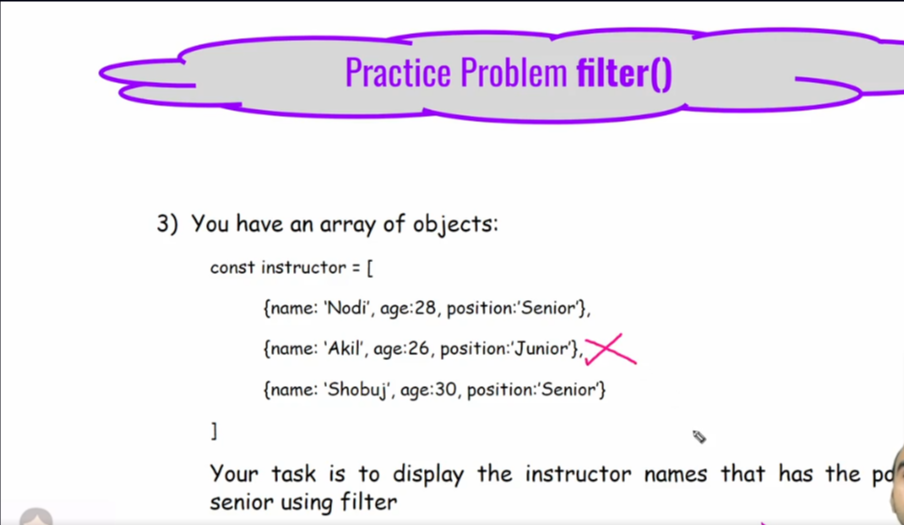 Practice Problem filter()
3) You have an array of objects:
const instructor = [
{name: 'Nodi', age:28, position:'Senior'},
{name: 'Akil', age:26, position:'Junior'},
{name: 'Shobuj', age:30, position:'Senior'}
]
Your task is to display the instructor names that has the
senior using filter